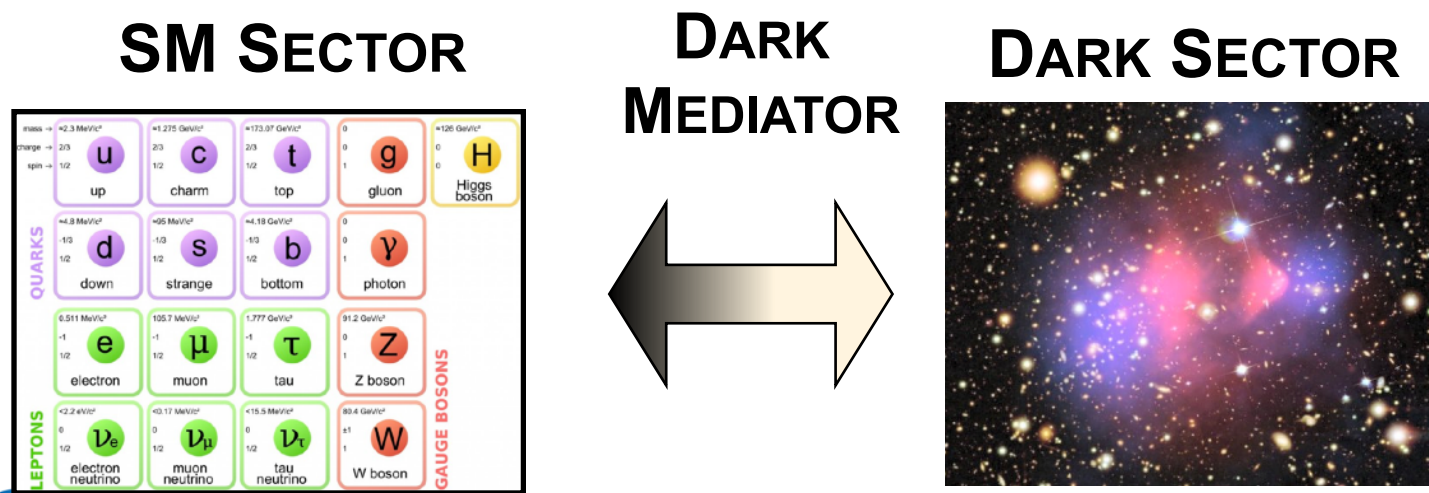 SM SECTOR
DARK
MEDIATOR
DARK SECTOR
mass → ≈2.3 MeV/c² ≈1.275 GeV/c² ≈173.07 GeV/c² 0 ≈126 GeV/c²
charge → 2/3 2/3 2/3 0 0
spin → 1/2 1/2 1/2 1 0
u c t g H
up charm top gluon Higgs
boson
QUARKS
≈4.8 MeV/c² ≈95 MeV/c² ≈4.18 GeV/c² 0
-1/3 -1/3 -1/3 0
1/2 1/2 1/2 1
d s b γ
down strange bottom photon
0.511 MeV/c² 105.7 MeV/c² 1.777 GeV/c² 91.2 GeV/c²
-1 -1 -1 0
1/2 1/2 1/2 1
e μ τ Z
electron muon tau Z boson
LEPTONS
<2.2 eV/c² <0.17 MeV/c² <15.5 MeV/c² 80.4 GeV/c²
0 0 0 ±1
1/2 1/2 1/2 1
νe νμ ντ W
electron muon tau W boson
neutrino neutrino neutrino
GAUGE BOSONS